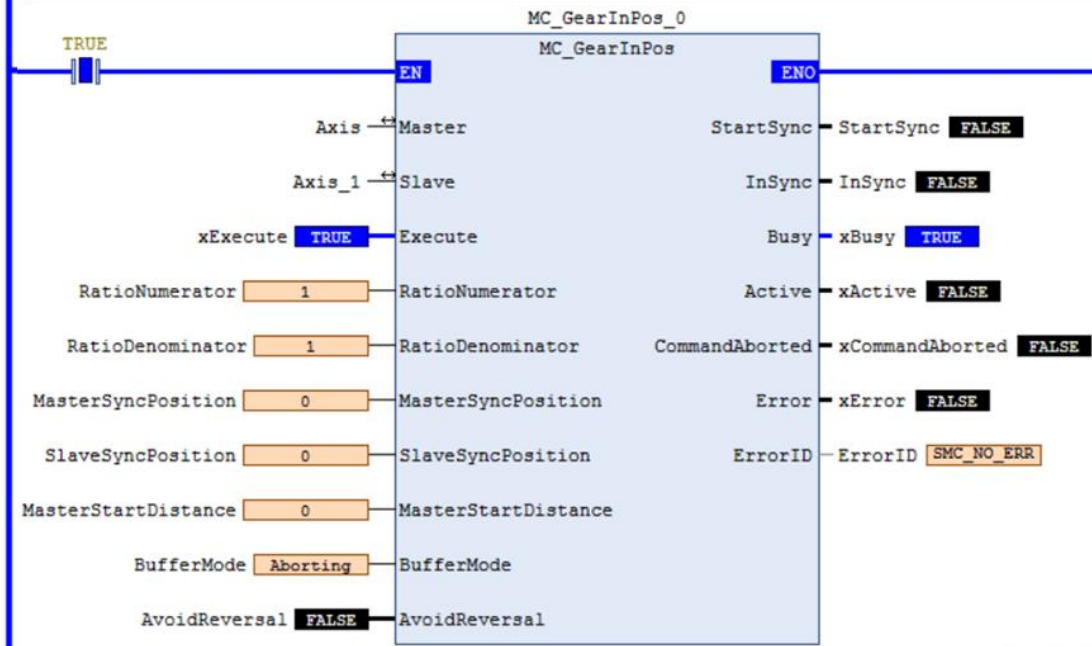 MC_GearInPos_0
TRUE
MC_GearInPos
EN ENO
Axis Master StartSync StartSync FALSE
Axis_1 Slave InSync InSync FALSE
xExecute TRUE Execute Busy xBusy TRUE
RatioNumerator 1 RatioNumerator Active xActive FALSE
RatioDenominator 1 RatioDenominator CommandAborted xCommandAborted FALSE
MasterSyncPosition 0 MasterSyncPosition Error xError FALSE
SlaveSyncPosition 0 SlaveSyncPosition ErrorID ErrorID SMC_NO_ERR
MasterStartDistance 0 MasterStartDistance
BufferMode Aborting BufferMode
AvoidReversal FALSE AvoidReversal